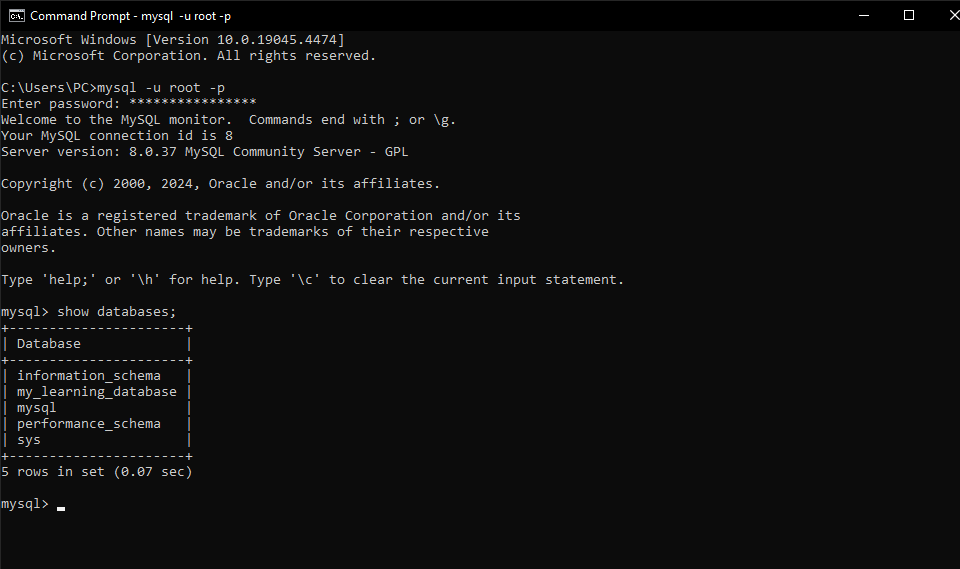 Command Prompt - mysql  -u root -p
Microsoft Windows [Version 10.0.19045.4474]
(c) Microsoft Corporation. All rights reserved.
C:\Users\PC>mysql -u root -p
Enter password: ****************
Welcome to the MySQL monitor.  Commands end with ; or \g.
Your MySQL connection id is 8
Server version: 8.0.37 MySQL Community Server - GPL
Copyright (c) 2000, 2024, Oracle and/or its affiliates.
Oracle is a registered trademark of Oracle Corporation and/or its
affiliates. Other names may be trademarks of their respective
owners.
Type 'help;' or '\h' for help. Type '\c' to clear the current input statement.
mysql> show databases;
+----------------------+
| Database             |
+----------------------+
| information_schema   |
| my_learning_database |
| mysql                |
| performance_schema   |
| sys                  |
+----------------------+
5 rows in set (0.07 sec)
mysql>